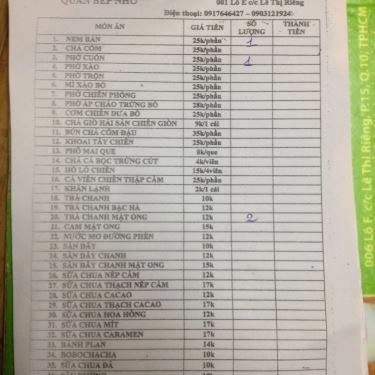 QUÁN BẾP NHỎ
001 Lô E c/c Lê Thị Riêng
Điện thoại: 0917646427 - 0903121924
MÓN ĂN GIÁ TIỀN SỐ LƯỢNG THÀNH TIỀN
1. NEM RÁN 25k/phần 1
2. CHẢ CỐM 25k/phần
3. PHỞ CUỐN 25k/phần 1
4. PHỞ XÀO 25k/phần
5. PHỞ TRỘN 25k/phần
6. MÌ XÀO BÒ 25k/phần
7. PHỞ CHIÊN PHỒNG 25k/phần
8. PHỞ ÁP CHẢO TRỨNG BÒ 28k/phần
9. CƠM CHIÊN DƯA BÒ 25k/phần
10. CHẢ GIÒ HẢI SẢN CHIÊN GIÒN 9k/1 cái
11. BÚN CHẢ CỐM ĐẬU 35k/phần
12. KHOAI TÂY CHIÊN 25k/phần
13. PHÔ MAI QUE 8k/que
14. CHẢ CÁ BỌC TRỨNG CÚT 4k/viên
15. HỒ LÔ CHIÊN 15k/4viên
16. CÁ VIÊN CHIÊN THẬP CẨM 25k/phần
17. KHĂN LẠNH 2k/1 cái
18. TRÀ CHANH 10k
19. TRÀ CHANH BẠC HÀ 12k
20. TRÀ CHANH MẬT ONG 12k 2
21. CAM MẬT ONG 15k
22. NƯỚC MƠ ĐƯỜNG PHÈN 12k
23. SẮN DÂY 10k
24. SẮN DÂY CHANH 12k
25. SẮN DÂY CHANH MẬT ONG 15k
26. SỮA CHUA NẾP CẨM 12k
27. SỮA CHUA THẠCH NẾP CẨM 17k
28. SỮA CHUA CACAO 12k
29. SỮA CHUA THẠCH CACAO 17k
30. SỮA CHUA HOA HỒNG 12k
31. SỮA CHUA MÍT 17k
32. SỮA CHUA CARAMEN 17k
33. BÁNH PLAN 14k
34. BOBOCHACHA 10k
35. SỮA CHUA ĐÁ 10k
006 Lô F, c/c Lê Thị Riêng, P.15, Q.10, TPHCM